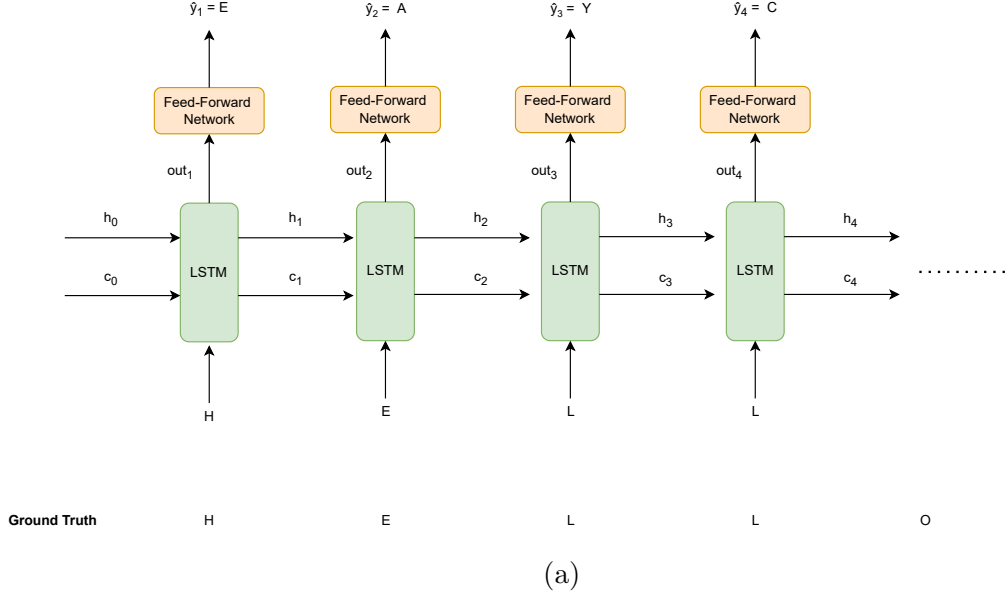 ŷ₁ = E
ŷ₂ = A
ŷ₃ = Y
ŷ₄ = C
Feed-Forward
Network
Feed-Forward
Network
Feed-Forward
Network
Feed-Forward
Network
out₁
out₂
out₃
out₄
h₀
h₁
h₂
h₃
h₄
LSTM
LSTM
LSTM
LSTM
c₀
c₁
c₂
c₃
c₄
..........
H
E
L
L
Ground Truth H E L L O
(a)